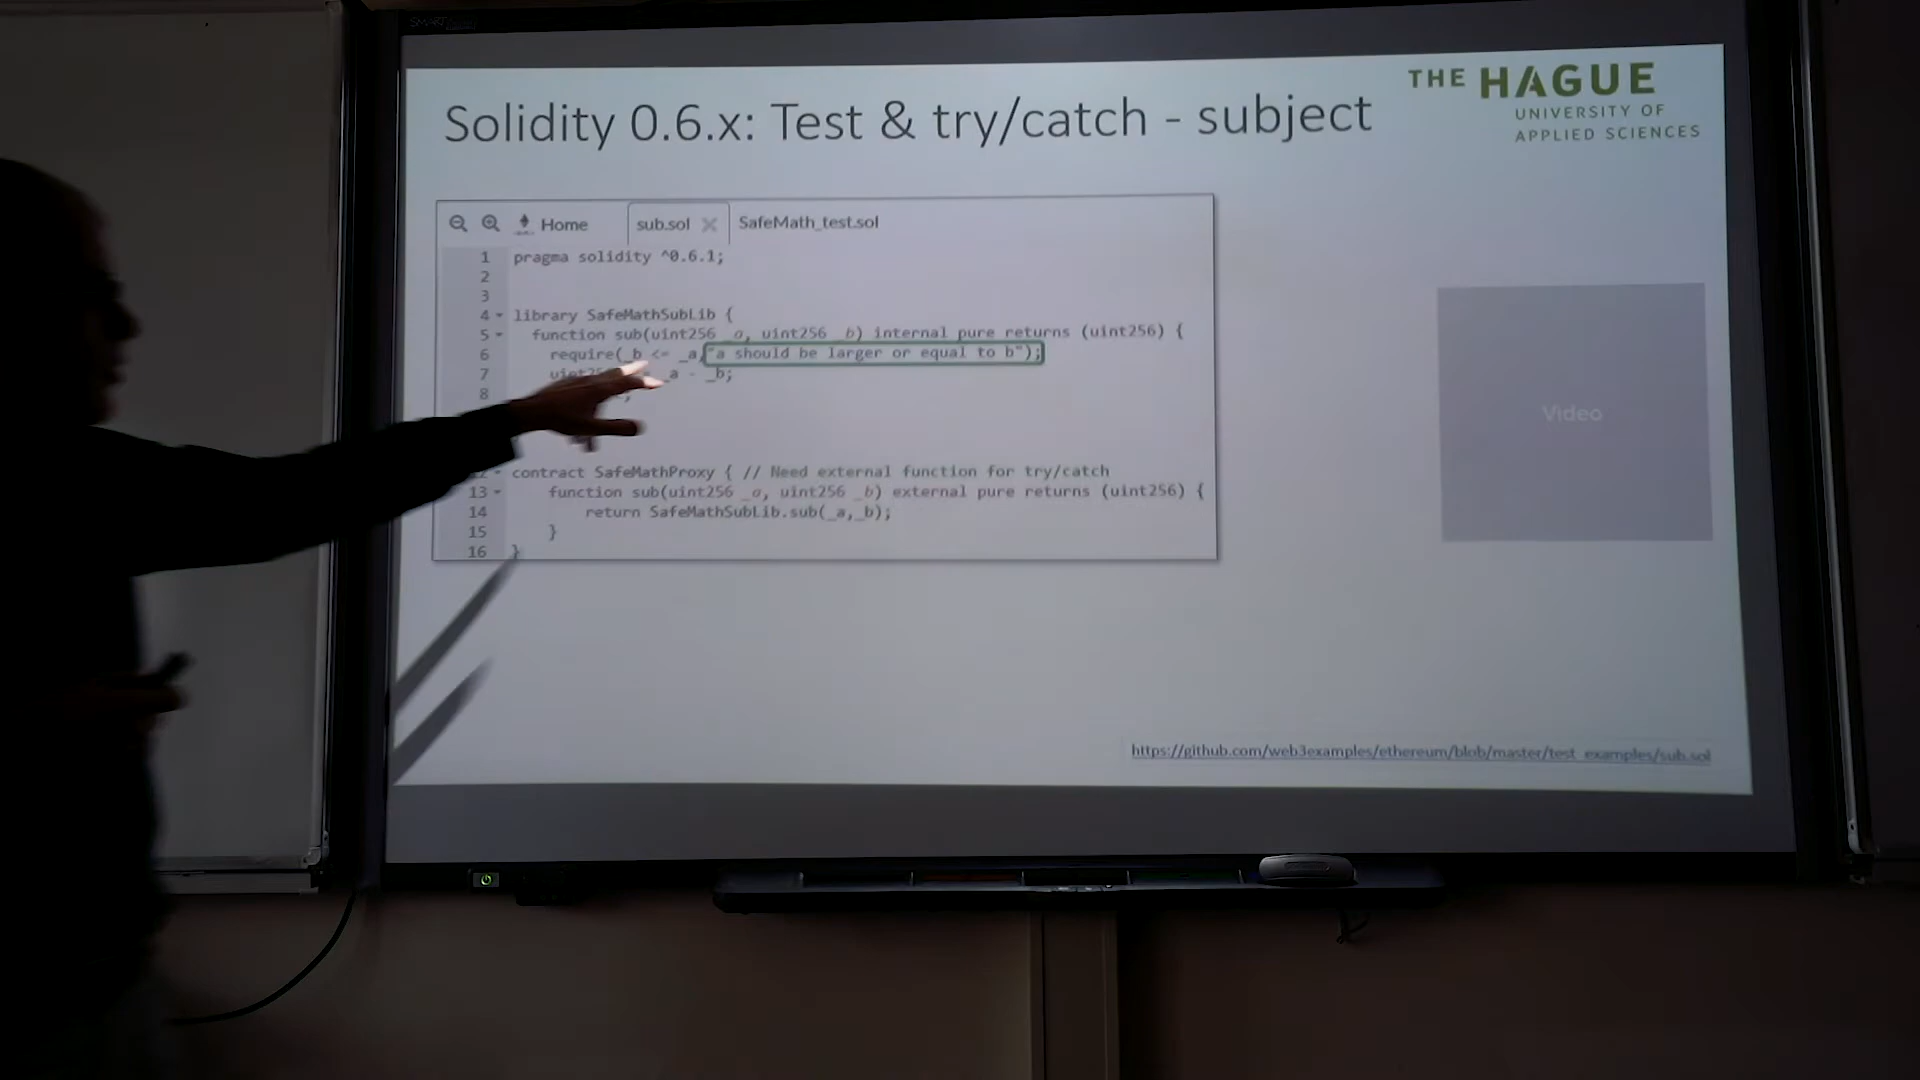 SMART
Solidity 0.6.x: Test & try/catch - subject
THE HAGUE
UNIVERSITY OF
APPLIED SCIENCES
Home
sub.sol
SafeMath_test.sol
1 pragma solidity ^0.6.1;
2
3
4 library SafeMathSubLib {
5 function sub(uint256 _a, uint256 _b) internal pure returns (uint256) {
6 require(_b <= _a,"a should be larger or equal to b");
7 _a - _b;
8 ;
contract SafeMathProxy { // Need external function for try/catch
13 function sub(uint256 _a, uint256 _b) external pure returns (uint256) {
14 return SafeMathSubLib.sub(_a,_b);
15 }
16 }
Video
https://github.com/web3examples/ethereum/blob/master/test_examples/sub.sol